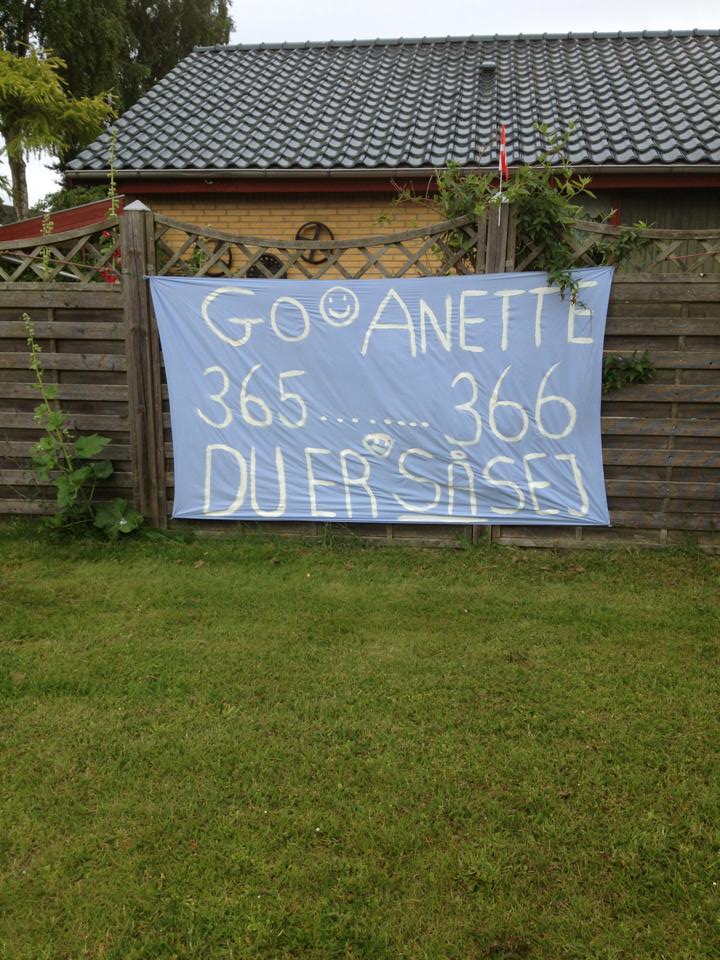 GO ANETTE
365........366
DU ER SÅ SEJ